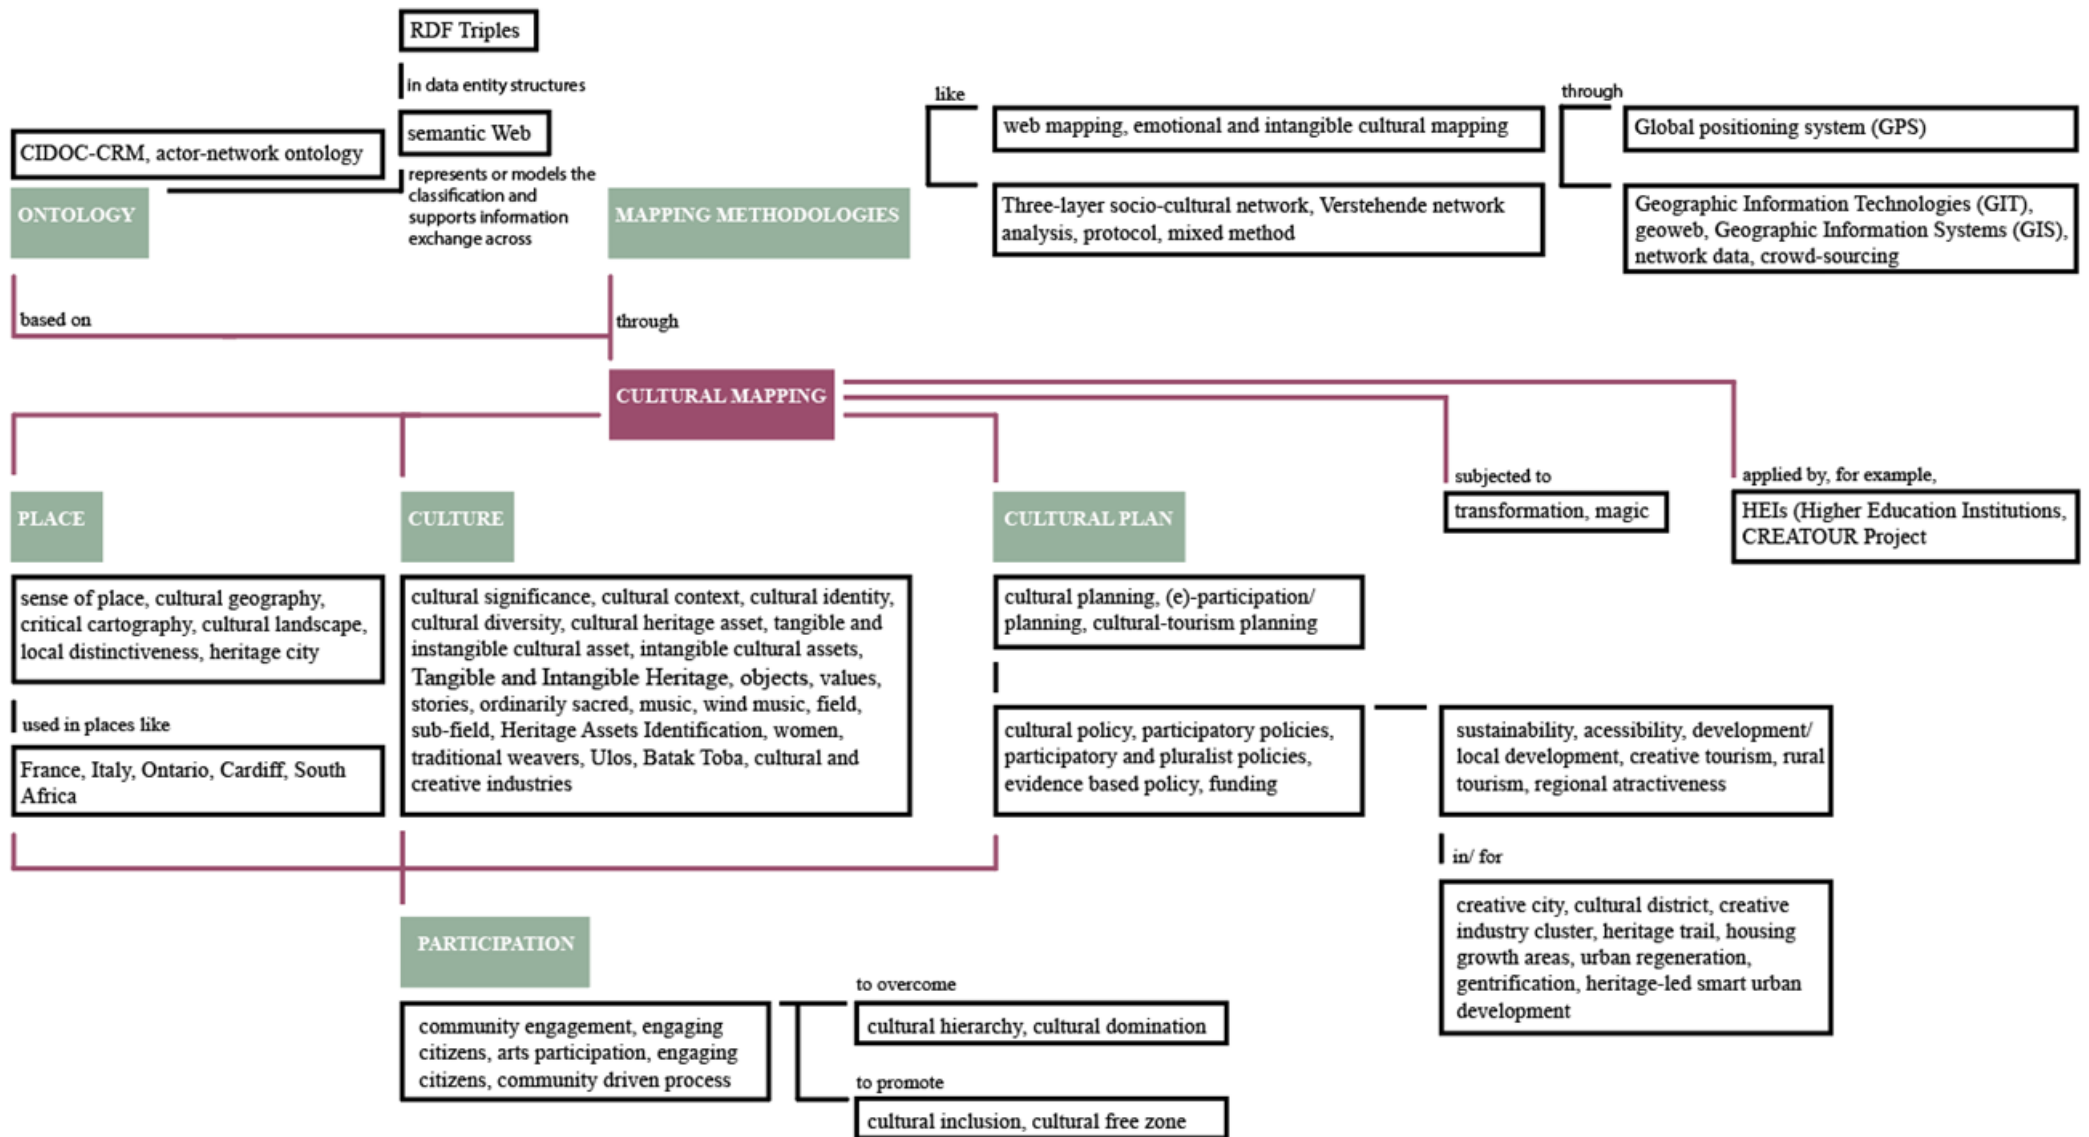 RDF Triples
in data entity structures
semantic Web
CIDOC-CRM, actor-network ontology
represents or models the
classification and
supports information
exchange across
ONTOLOGY
MAPPING METHODOLOGIES
like
web mapping, emotional and intangible cultural mapping
Three-layer socio-cultural network, Verstehende network
analysis, protocol, mixed method
through
Global positioning system (GPS)
Geographic Information Technologies (GIT),
geoweb, Geographic Information Systems (GIS),
network data, crowd-sourcing
based on
through
CULTURAL MAPPING
PLACE
sense of place, cultural geography,
critical cartography, cultural landscape,
local distinctiveness, heritage city
used in places like
France, Italy, Ontario, Cardiff, South
Africa
CULTURE
cultural significance, cultural context, cultural identity,
cultural diversity, cultural heritage asset, tangible and
instangible cultural asset, intangible cultural assets,
Tangible and Intangible Heritage, objects, values,
stories, ordinarily sacred, music, wind music, field,
sub-field, Heritage Assets Identification, women,
traditional weavers, Ulos, Batak Toba, cultural and
creative industries
CULTURAL PLAN
cultural planning, (e)-participation/
planning, cultural-tourism planning
cultural policy, participatory policies,
participatory and pluralist policies,
evidence based policy, funding
subjected to
transformation, magic
applied by, for example,
HEIs (Higher Education Institutions,
CREATOUR Project
sustainability, acessibility, development/
local development, creative tourism, rural
tourism, regional atractiveness
in/ for
creative city, cultural district, creative
industry cluster, heritage trail, housing
growth areas, urban regeneration,
gentrification, heritage-led smart urban
development
PARTICIPATION
community engagement, engaging
citizens, arts participation, engaging
citizens, community driven process
to overcome
cultural hierarchy, cultural domination
to promote
cultural inclusion, cultural free zone